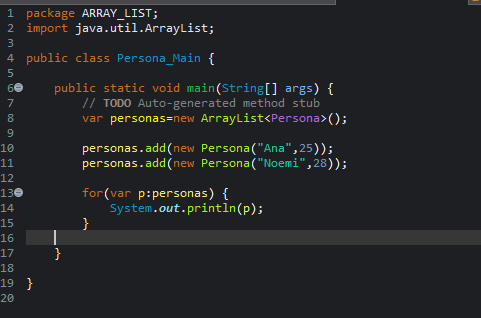 1 package ARRAY_LIST;
2 import java.util.ArrayList;
3
4 public class Persona_Main {
5
6 public static void main(String[] args) {
7 // TODO Auto-generated method stub
8 var personas=new ArrayList<Persona>();
9
10 personas.add(new Persona("Ana",25));
11 personas.add(new Persona("Noemi",28));
12
13 for(var p:personas) {
14 System.out.println(p);
15 }
16
17 }
18
19 }
20